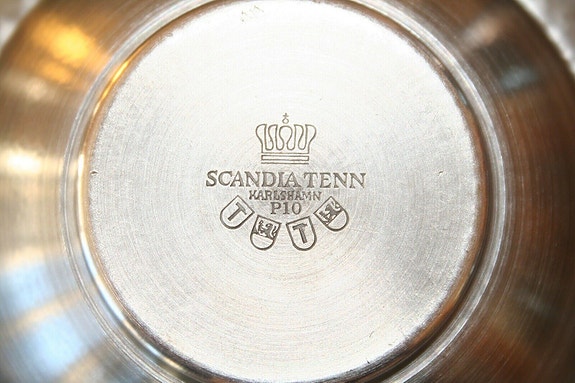 SCANDIA TENN
KARLSHAMN
P10
T T